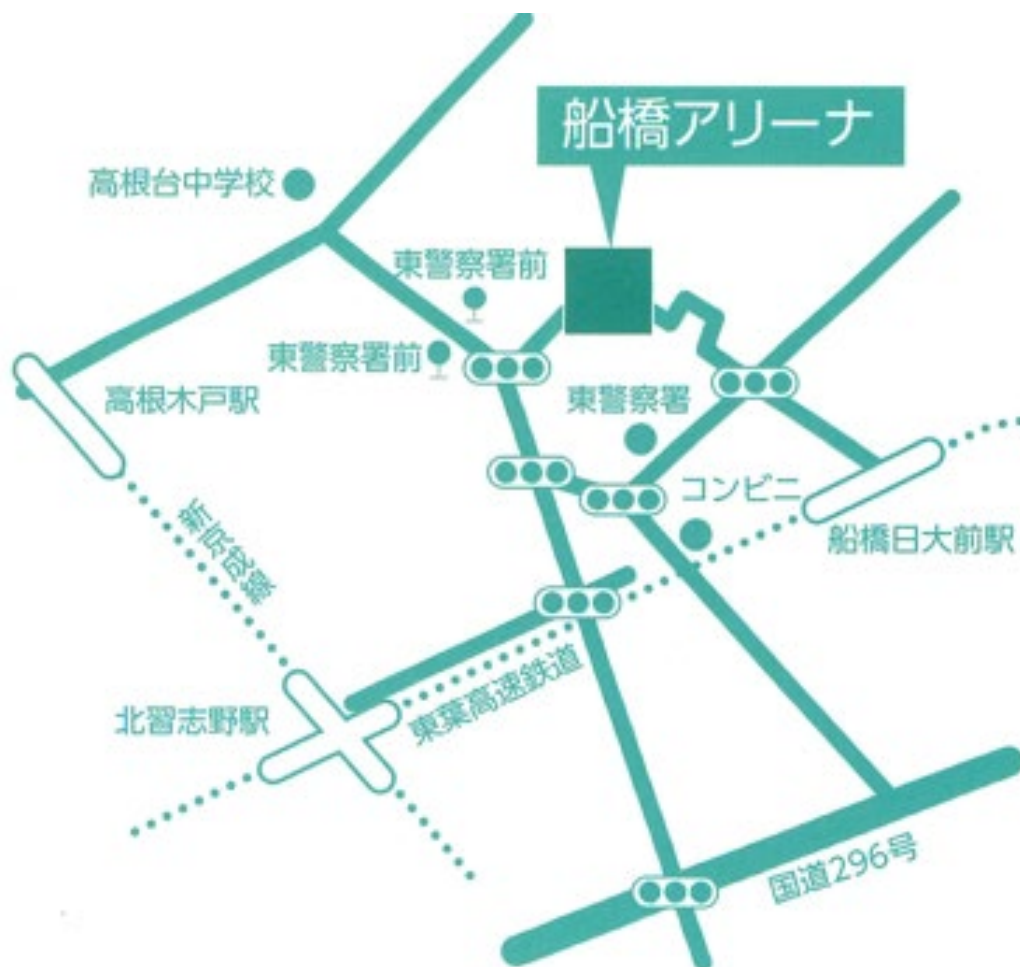 船橋アリーナ
高根台中学校
東警察署前
東警察署前
高根木戸駅
東警察署
コンビニ
船橋日大前駅
新京成線
東葉高速鉄道
北習志野駅
国道296号